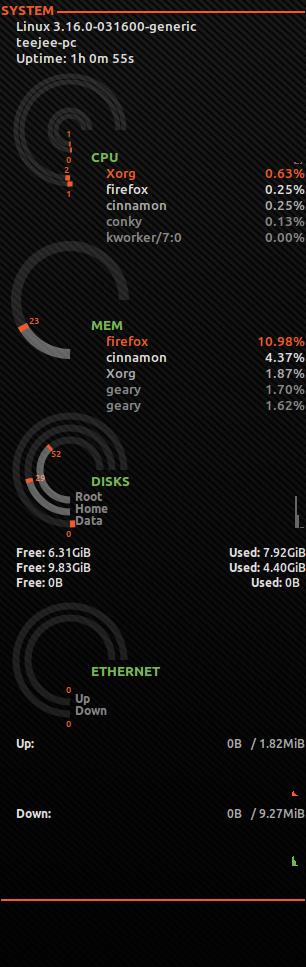 SYSTEM
Linux 3.16.0-031600-generic
teejee-pc
Uptime: 1h 0m 55s
1
1
0
2
1
CPU
Xorg 0.63%
firefox 0.25%
cinnamon 0.25%
conky 0.13%
kworker/7:0 0.00%
23
MEM
firefox 10.98%
cinnamon 4.37%
Xorg 1.87%
geary 1.70%
geary 1.62%
52
29
DISKS
Root
Home
Data
0
Free: 6.31GiB Used: 7.92GiB
Free: 9.83GiB Used: 4.40GiB
Free: 0B Used: 0B
ETHERNET
0
Up
Down
0
Up: 0B / 1.82MiB
Down: 0B / 9.27MiB